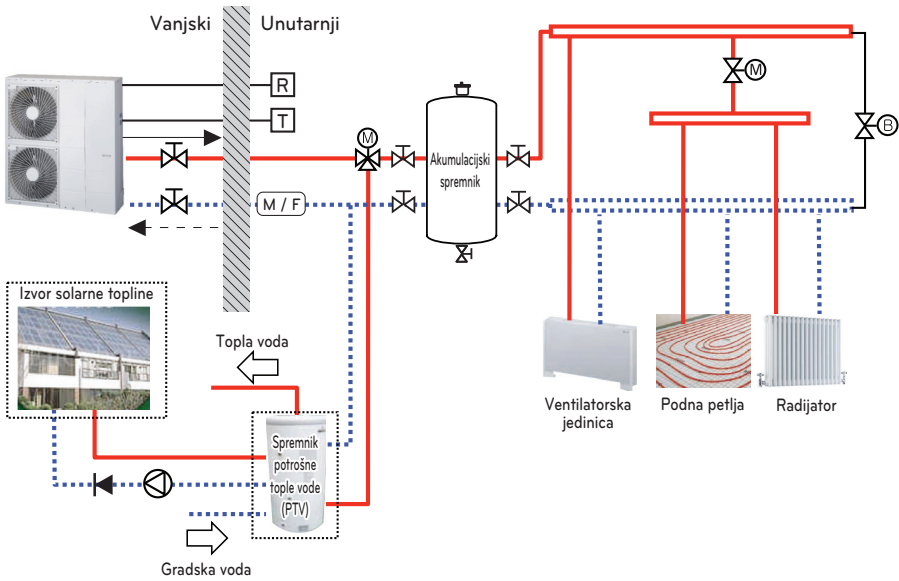 Vanjski
Unutarnji
R
T
M
Akumulacijski
spremnik
M
B
M / F
Izvor solarne topline
Topla voda
Spremnik
potrošne
tople vode
(PTV)
Gradska voda
Ventilatorska
jedinica
Podna petlja
Radijator